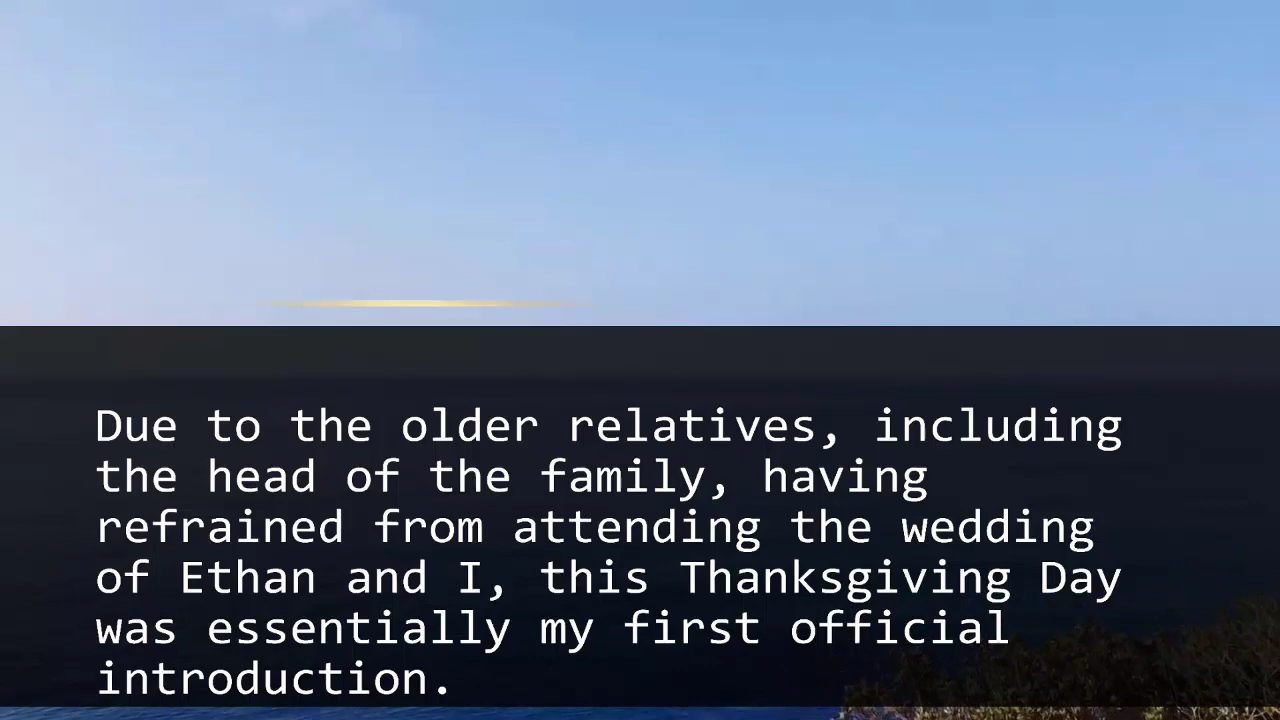 Due to the older relatives, including
the head of the family, having
refrained from attending the wedding
of Ethan and I, this Thanksgiving Day
was essentially my first official
introduction.